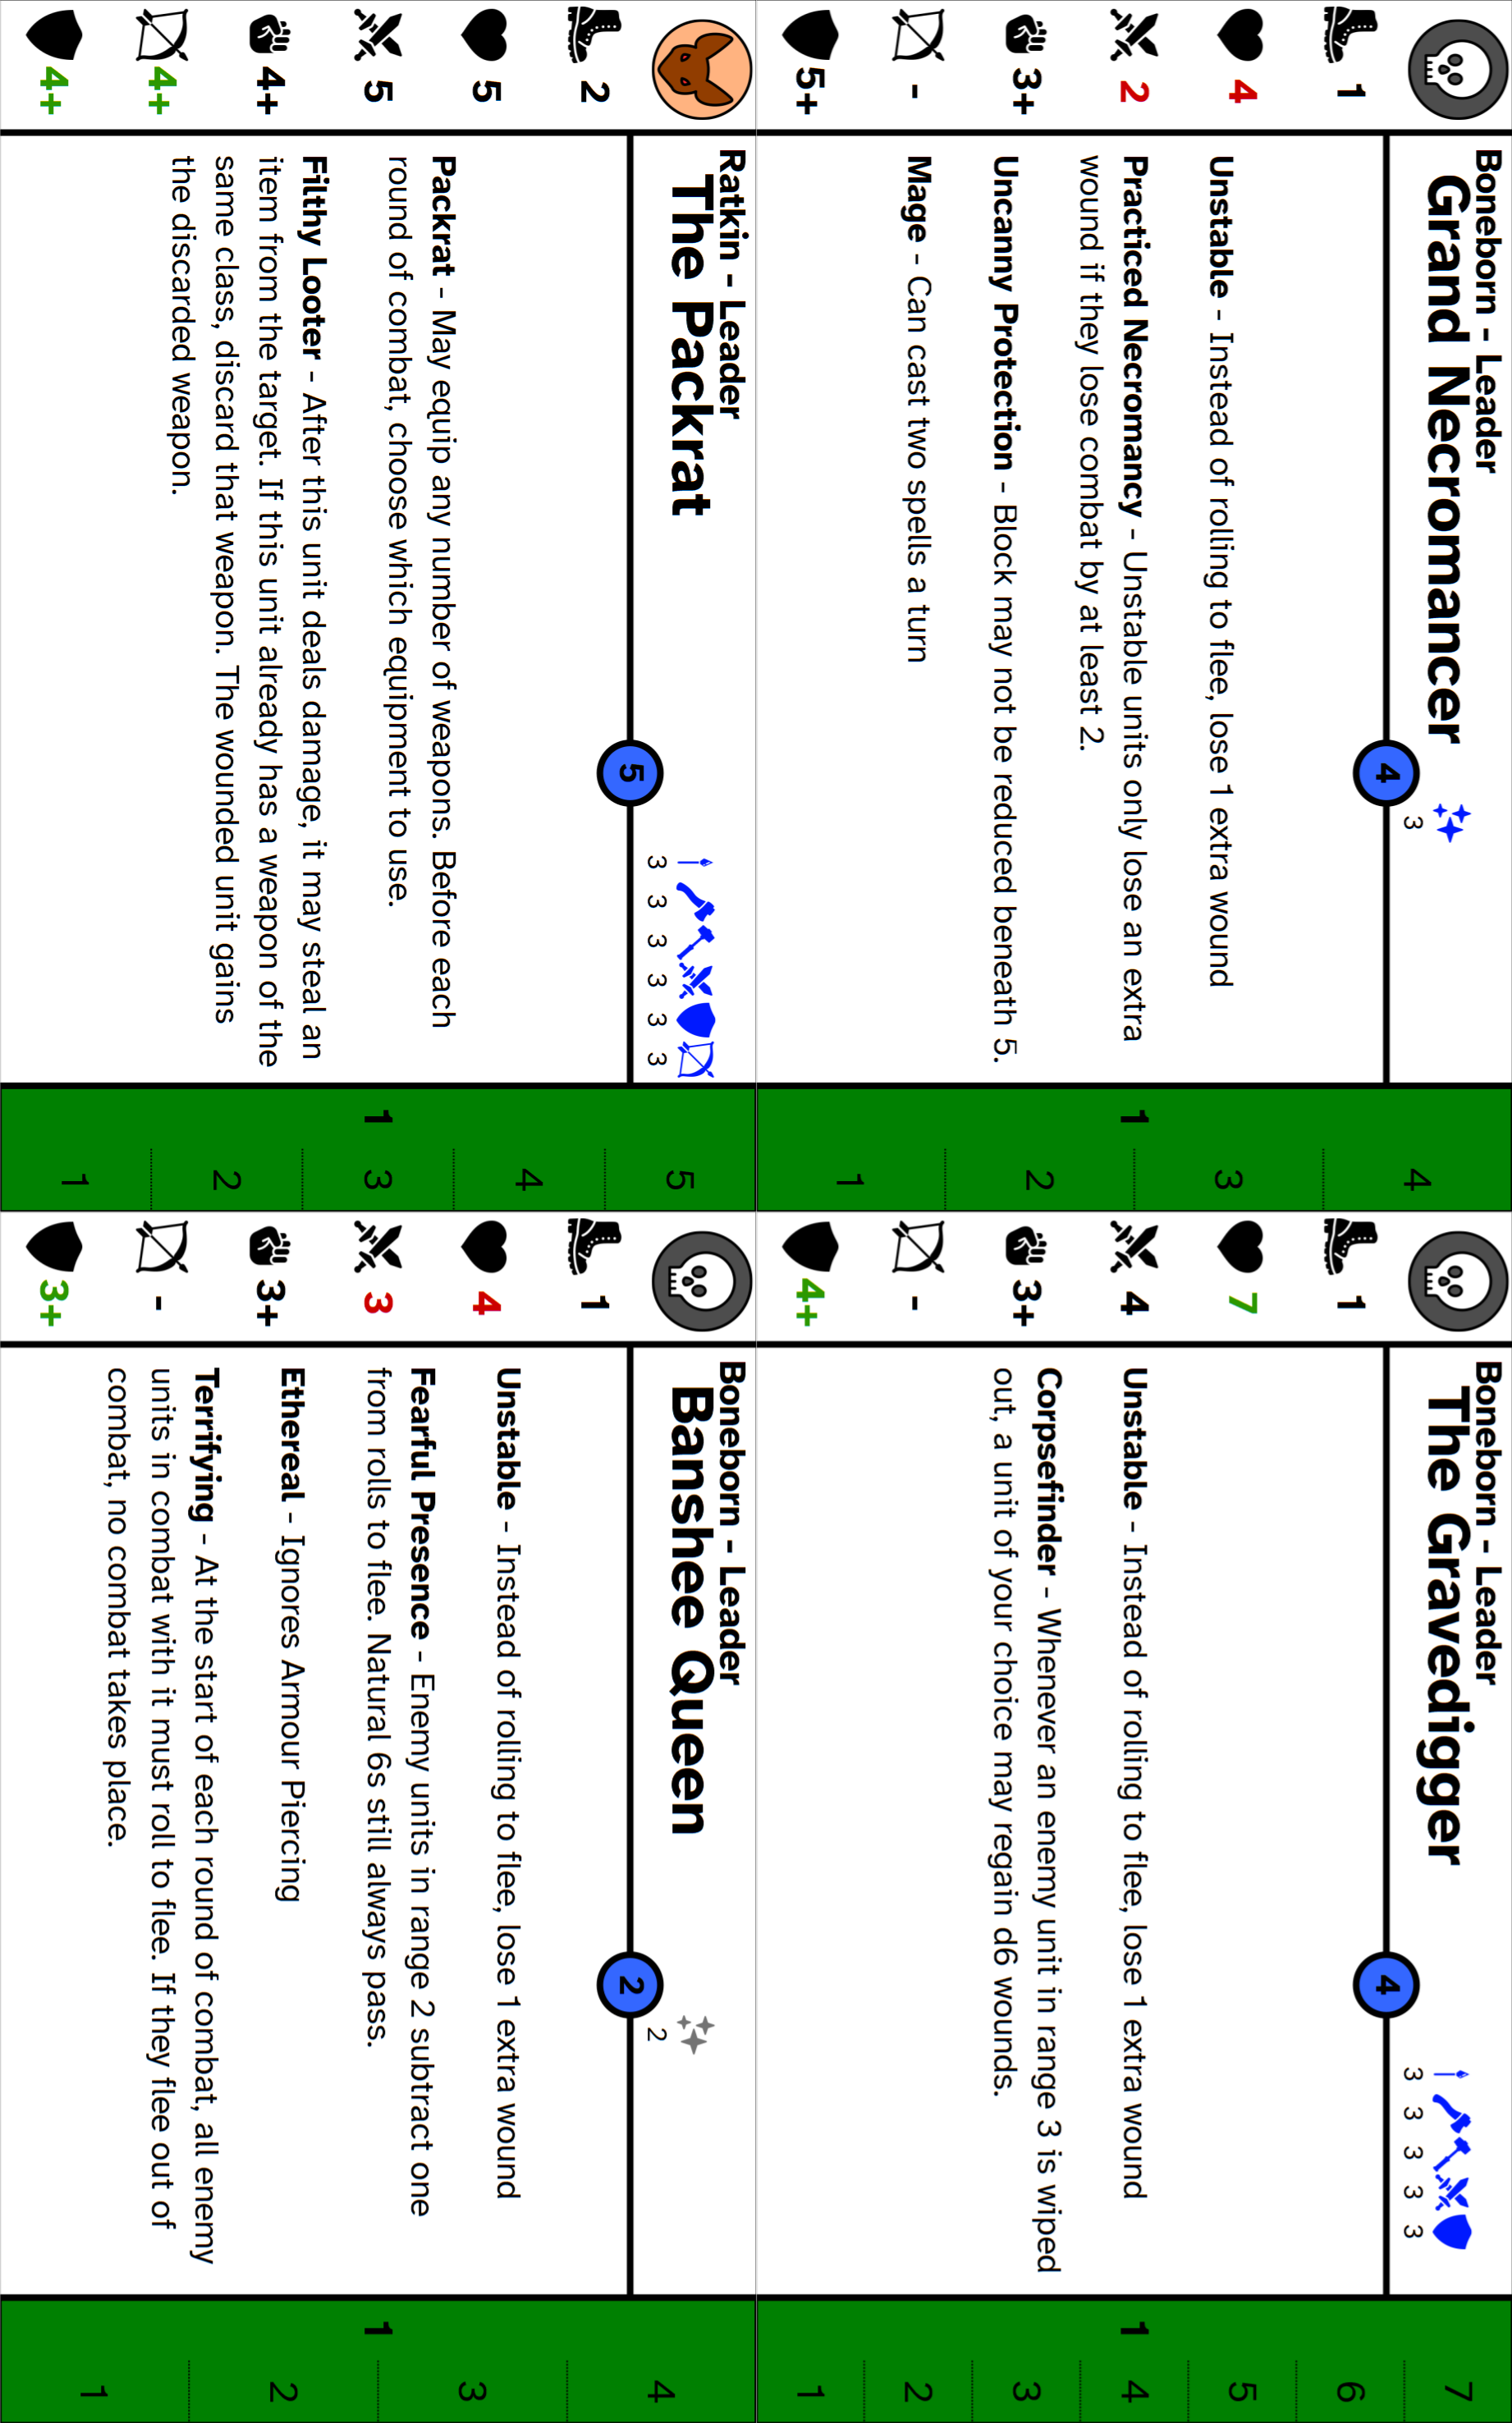 Boneborn - Leader
Grand Necromancer
4
3
1
4
2
3+
-
5+
Unstable - Instead of rolling to flee, lose 1 extra wound
Practiced Necromancy - Unstable units only lose an extra
wound if they lose combat by at least 2.
Uncanny Protection - Block may not be reduced beneath 5.
Mage - Can cast two spells a turn
1
4
3
2
1
Boneborn - Leader
The Gravedigger
4
3 3 3 3 3
1
7
4
3+
-
4+
Unstable - Instead of rolling to flee, lose 1 extra wound
Corpsefinder - Whenever an enemy unit in range 3 is wiped
out, a unit of your choice may regain d6 wounds.
1
7
6
5
4
3
2
1
Ratkin - Leader
The Packrat
5
3 3 3 3 3 3
2
5
5
4+
4+
4+
Packrat - May equip any number of weapons. Before each
round of combat, choose which equipment to use.
Filthy Looter - After this unit deals damage, it may steal an
item from the target. If this unit already has a weapon of the
same class, discard that weapon. The wounded unit gains
the discarded weapon.
1
5
4
3
2
1
Boneborn - Leader
Banshee Queen
2
2
1
4
3
3+
-
3+
Unstable - Instead of rolling to flee, lose 1 extra wound
Fearful Presence - Enemy units in range 2 subtract one
from rolls to flee. Natural 6s still always pass.
Ethereal - Ignores Armour Piercing
Terrifying - At the start of each round of combat, all enemy
units in combat with it must roll to flee. If they flee out of
combat, no combat takes place.
1
4
3
2
1